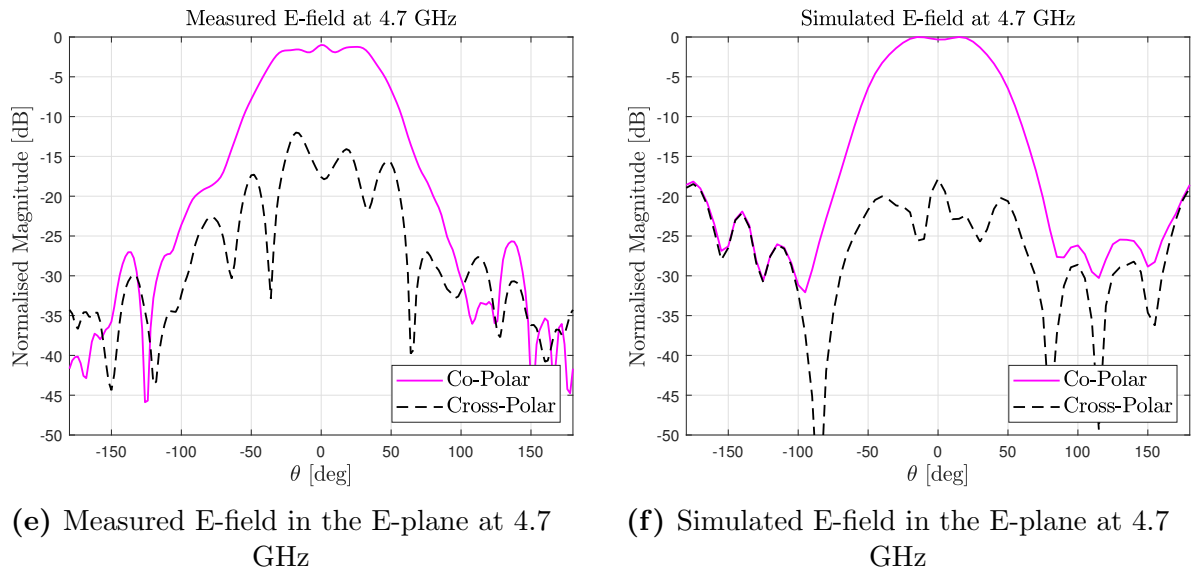 Measured E-field at 4.7 GHz
0
-5
-10
-15
-20
-25
-30
-35
-40
-45
-50
Normalised Magnitude [dB]
Co-Polar
Cross-Polar
-150 -100 -50 0 50 100 150
θ [deg]
(e) Measured E-field in the E-plane at 4.7
GHz
Simulated E-field at 4.7 GHz
0
-5
-10
-15
-20
-25
-30
-35
-40
-45
-50
Normalised Magnitude [dB]
Co-Polar
Cross-Polar
-150 -100 -50 0 50 100 150
θ [deg]
(f) Simulated E-field in the E-plane at 4.7
GHz